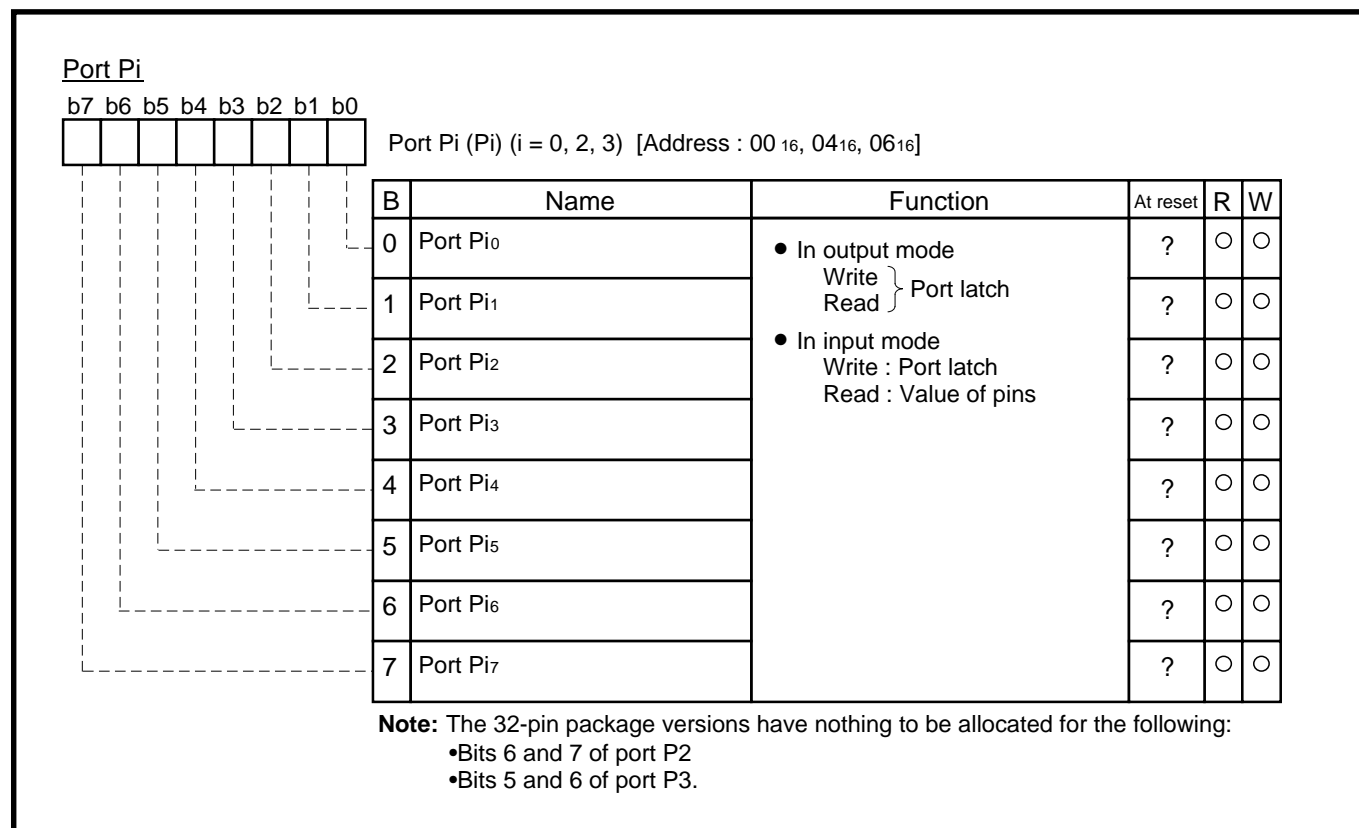 Port Pi
b7 b6 b5 b4 b3 b2 b1 b0
Port Pi (Pi) (i = 0, 2, 3) [Address : 00 16, 0416, 0616]
B Name Function At reset R W
0 Port Pi0 ? ○ ○
● In output mode
Write
Read } Port latch
1 Port Pi1 ? ○ ○
● In input mode
2 Port Pi2 ? ○ ○
Write : Port latch
Read : Value of pins
3 Port Pi3 ? ○ ○
4 Port Pi4 ? ○ ○
5 Port Pi5 ? ○ ○
6 Port Pi6 ? ○ ○
7 Port Pi7 ? ○ ○
Note: The 32-pin package versions have nothing to be allocated for the following:
•Bits 6 and 7 of port P2
•Bits 5 and 6 of port P3.